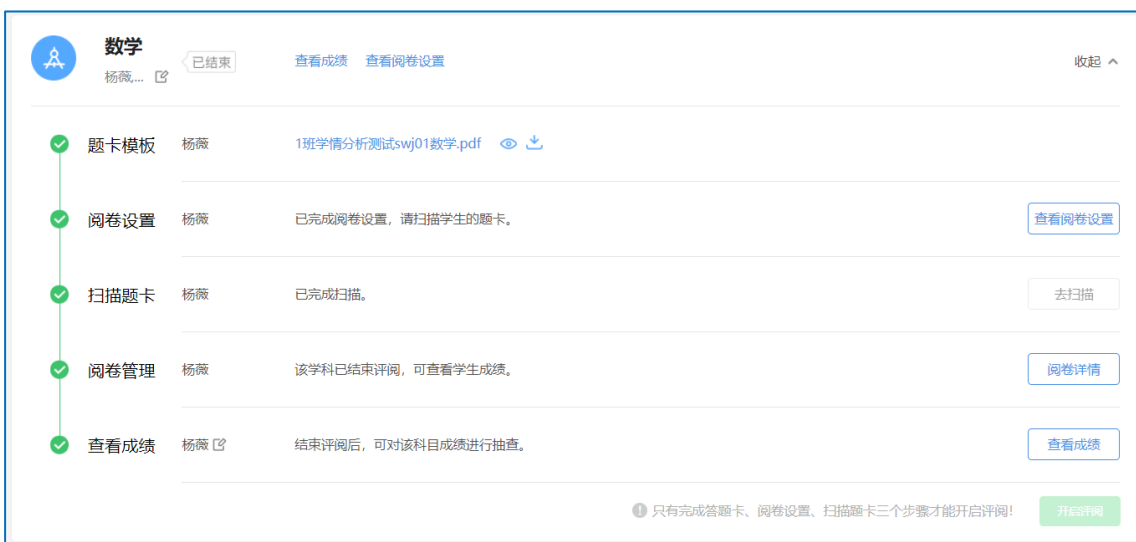 数学
已结束 查看成绩 查看阅卷设置 收起
杨薇...
题卡模板 杨薇 1班学情分析测试swj01数学.pdf
阅卷设置 杨薇 已完成阅卷设置，请扫描学生的题卡。 查看阅卷设置
扫描题卡 杨薇 已完成扫描。 去扫描
阅卷管理 杨薇 该学科已结束评阅，可查看学生成绩。 阅卷详情
查看成绩 杨薇 结束评阅后，可对该科目成绩进行抽查。 查看成绩
只有完成答题卡、阅卷设置、扫描题卡三个步骤才能开启评阅！ 开启评阅